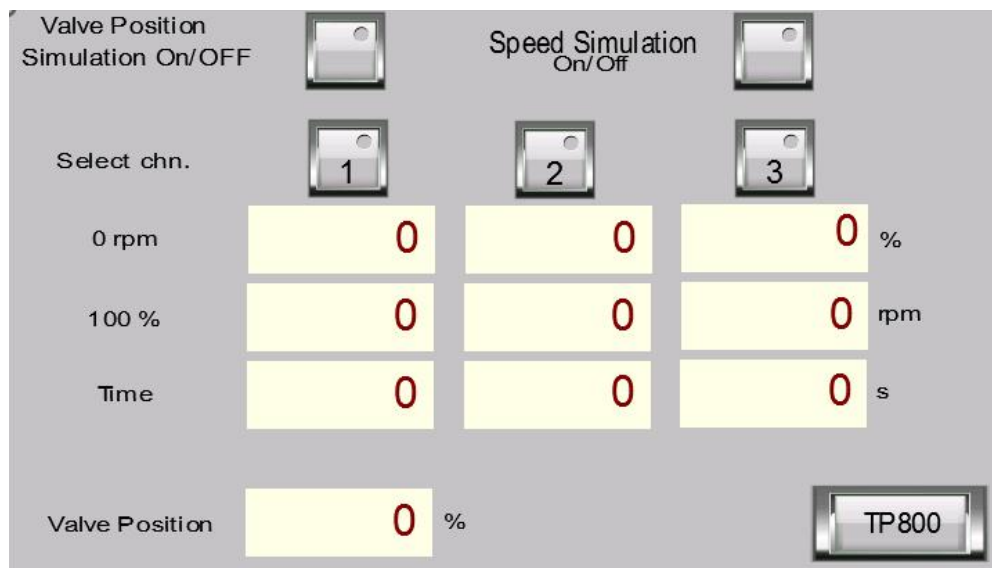 Valve Position
Simulation On/OFF
Speed Simulation
On/Off
Select chn.
1
2
3
0 rpm
0
0
0
%
100 %
0
0
0
rpm
Time
0
0
0
s
Valve Position
0
%
TP800